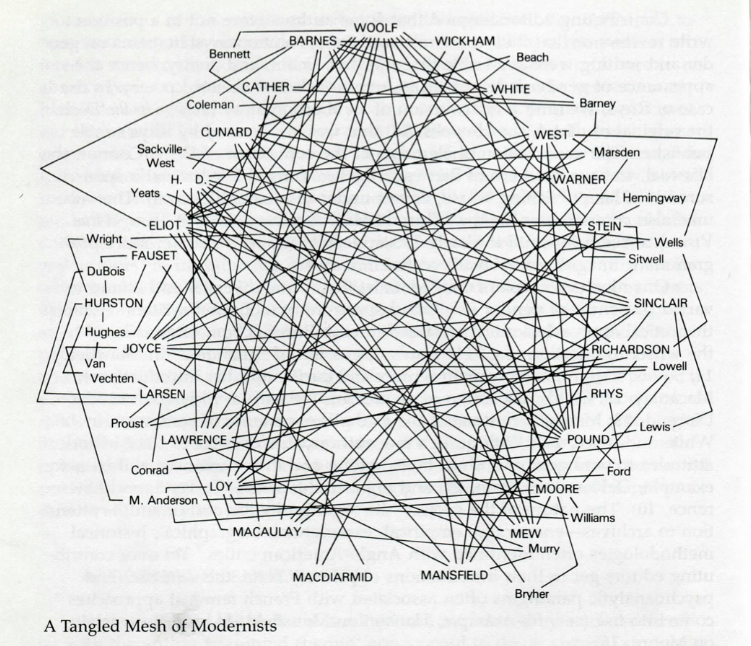 WOOLF
BARNES
WICKHAM
Bennett
Beach
CATHER
WHITE
Coleman
Barney
CUNARD
WEST
Sackville-
West
Marsden
H. D.
WARNER
Yeats
Hemingway
ELIOT
STEIN
Wright
Wells
FAUSET
Sitwell
DuBois
HURSTON
SINCLAIR
Hughes
JOYCE
RICHARDSON
Van
Vechten
Lowell
LARSEN
RHYS
Proust
Lewis
LAWRENCE
POUND
Conrad
Ford
LOY
MOORE
M. Anderson
Williams
MACAULAY
MEW
Murry
MACDIARMID
MANSFIELD
Bryher
A Tangled Mesh of Modernists